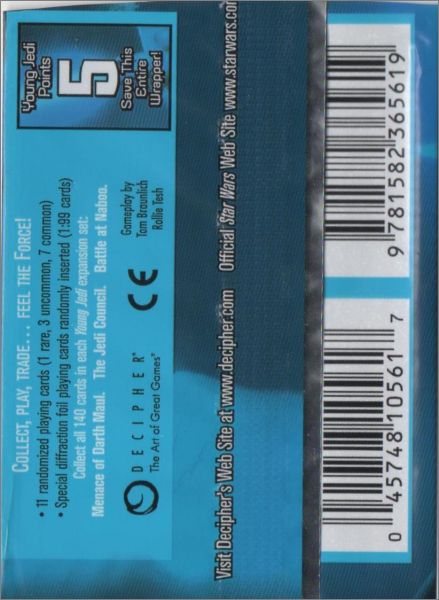 COLLECT, PLAY, TRADE… FEEL THE FORCE!
• 11 randomized playing cards (1 rare, 3 uncommon, 7 common)
• Special diffraction foil playing cards randomly inserted (1:99 cards)
Collect all 140 cards in each Young Jedi expansion set:
Menace of Darth Maul. The Jedi Council. Battle at Naboo.
DECIPHER®
The Art of Great Games®
CE
Gameplay by
Tom Braunlich
Rollie Tesh
Young Jedi
Points
5
Save This
Entire
Wrapper!
Visit Decipher's Web Site at www.decipher.com Official Star Wars Web Site www.starwars.com
0 45748 10561 7
9 781582 365619